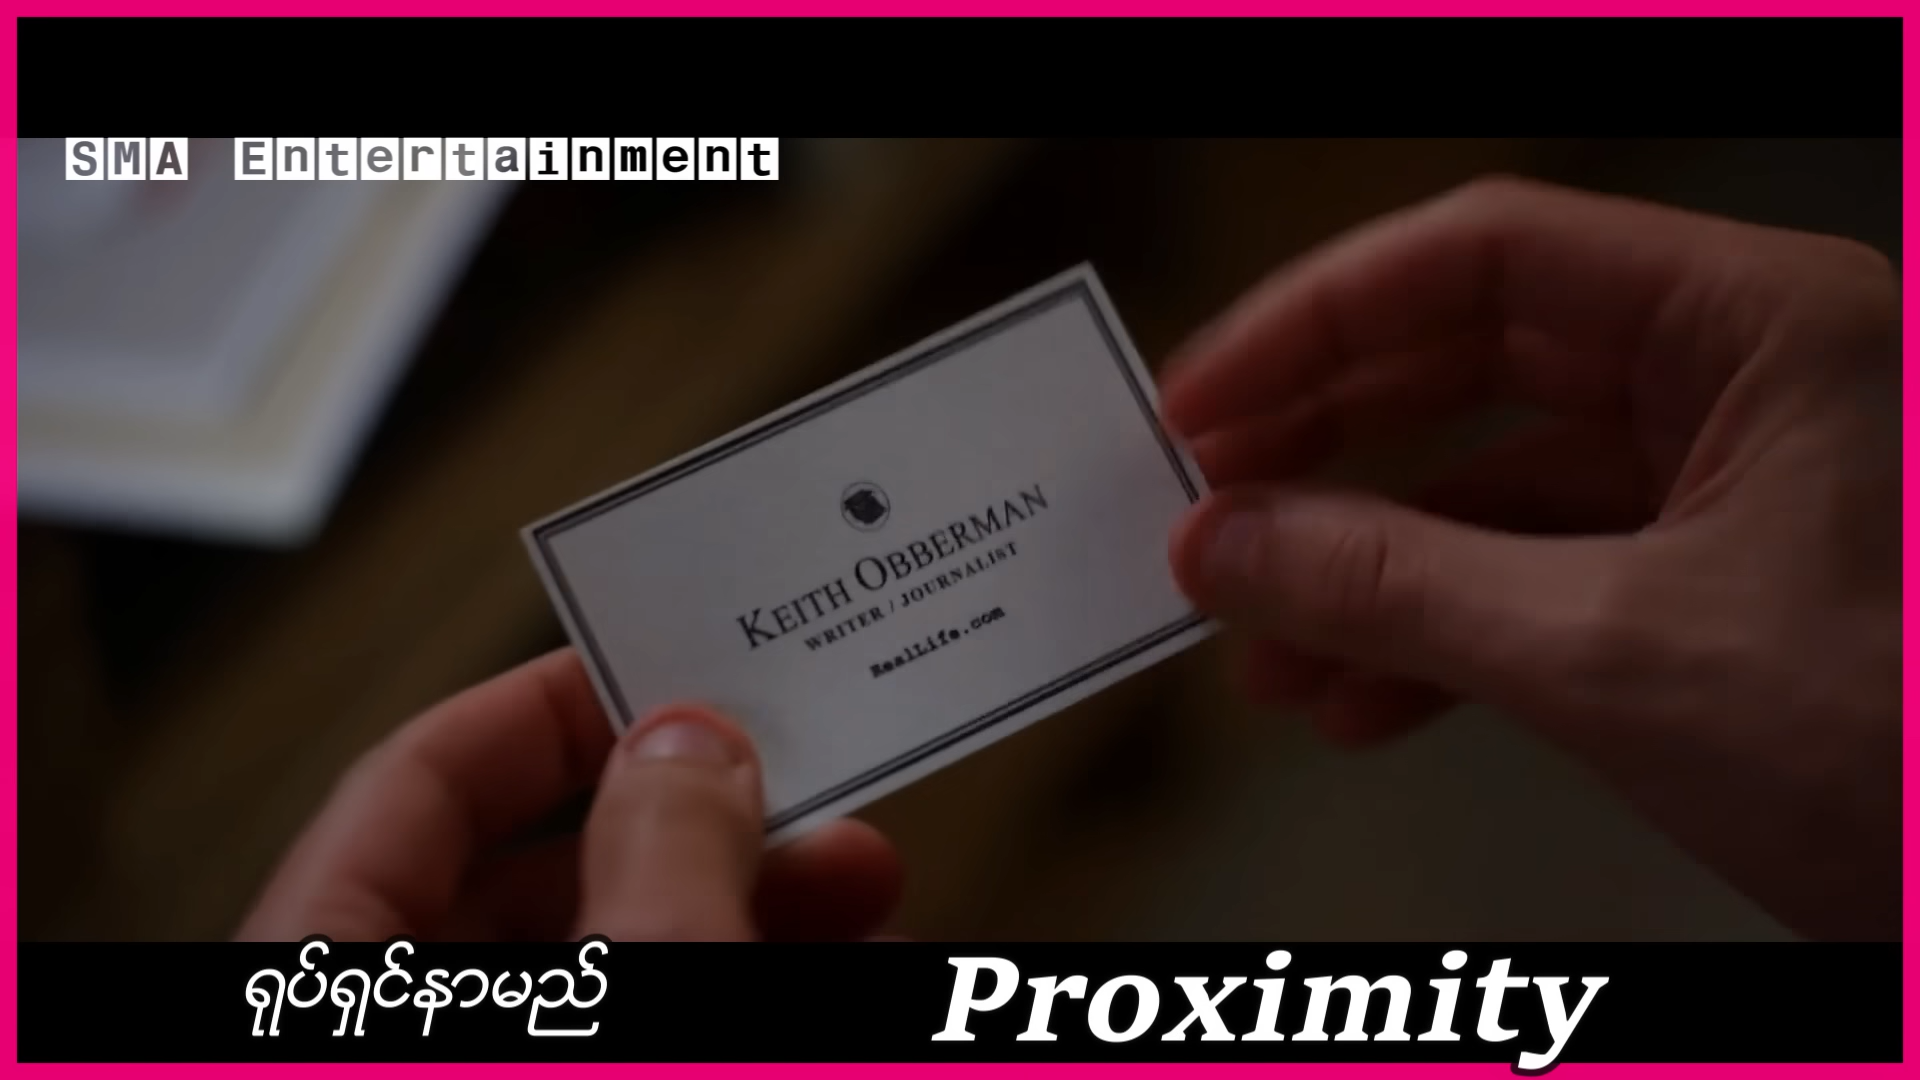 SMA Entertainment
KEITH OBBERMAN
WRITER / JOURNALIST
RealLife.com
ရုပ်ရှင်နာမည်
Proximity